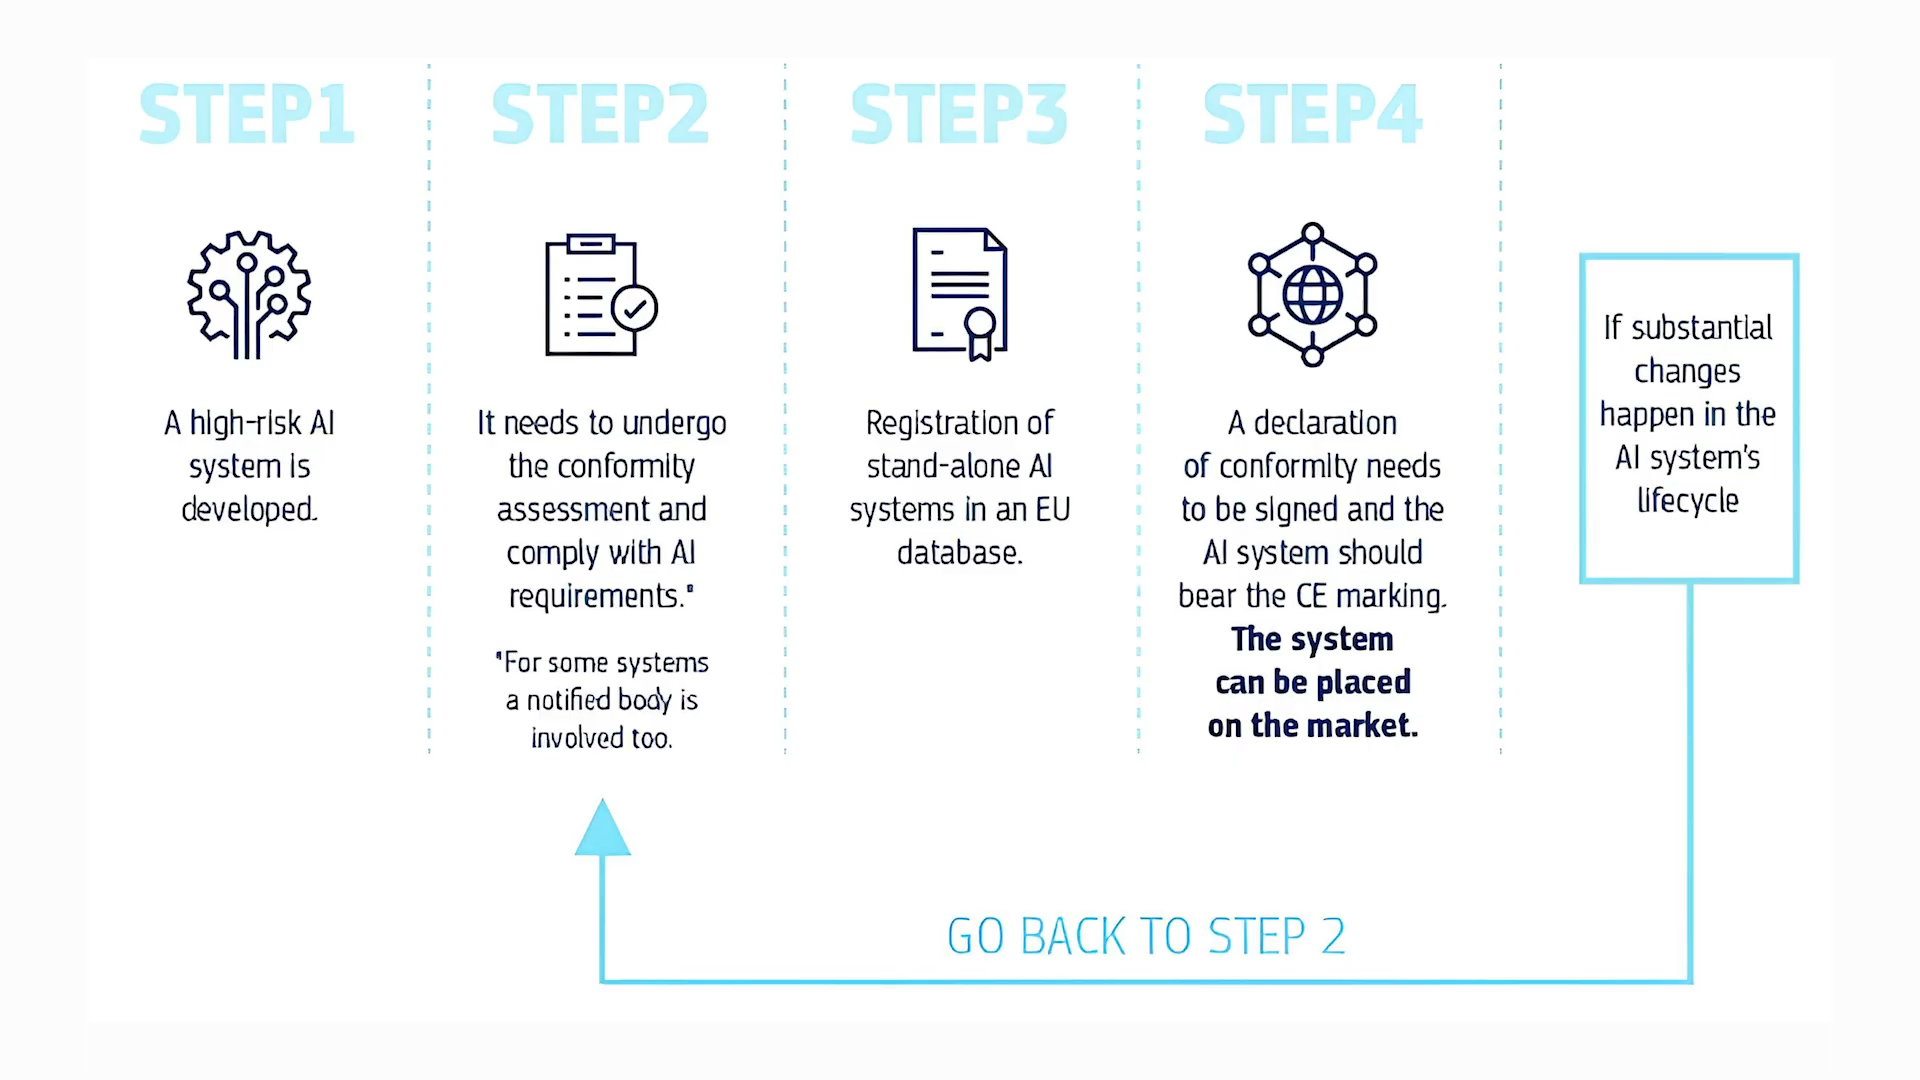 STEP1
A high-risk AI
system is
developed.
STEP2
It needs to undergo
the conformity
assessment and
comply with AI
requirements.*
*For some systems
a notified body is
involved too.
STEP3
Registration of
stand-alone AI
systems in an EU
database.
STEP4
A declaration
of conformity needs
to be signed and the
AI system should
bear the CE marking.
The system
can be placed
on the market.
If substantial
changes
happen in the
AI system's
lifecycle
GO BACK TO STEP 2